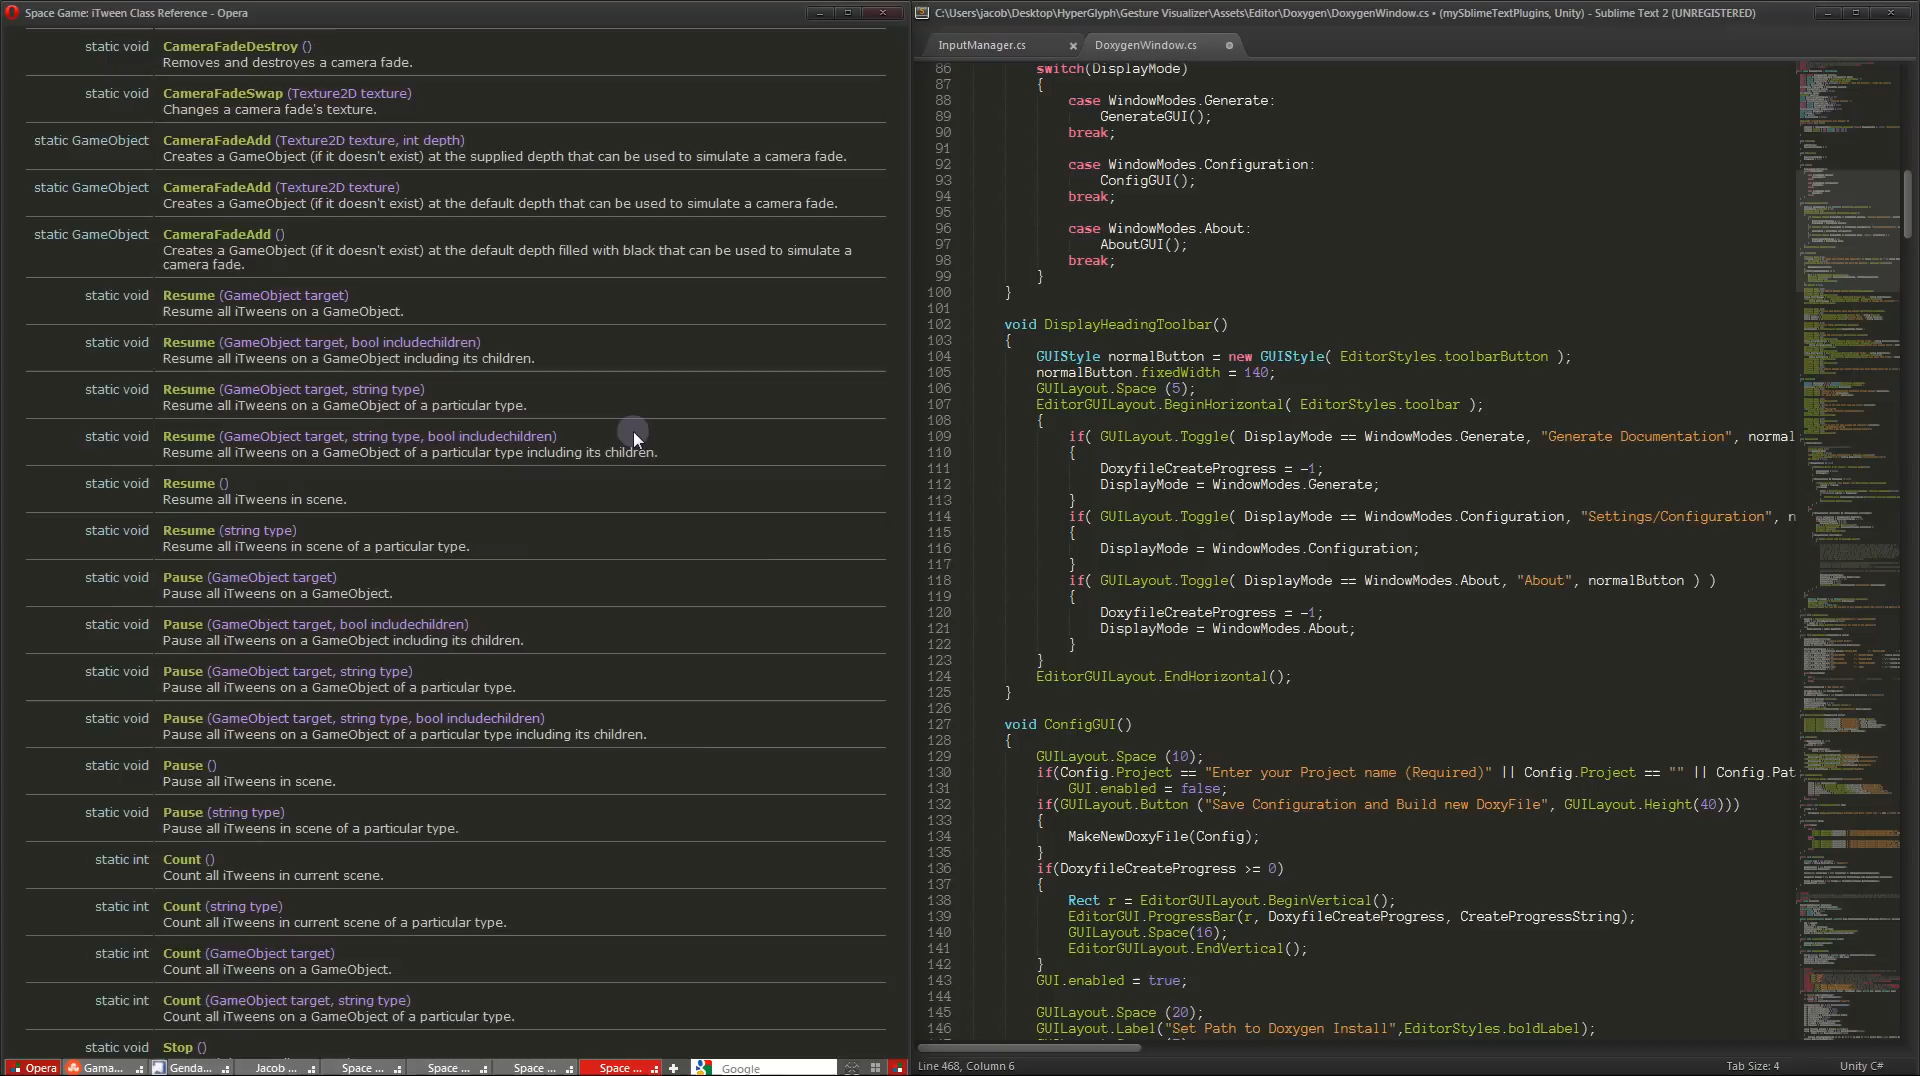 Space Game: iTween Class Reference - Opera
static void CameraFadeDestroy ()
Removes and destroyes a camera fade.
static void CameraFadeSwap (Texture2D texture)
Changes a camera fade's texture.
static GameObject CameraFadeAdd (Texture2D texture, int depth)
Creates a GameObject (if it doesn't exist) at the supplied depth that can be used to simulate a camera fade.
static GameObject CameraFadeAdd (Texture2D texture)
Creates a GameObject (if it doesn't exist) at the default depth that can be used to simulate a camera fade.
static GameObject CameraFadeAdd ()
Creates a GameObject (if it doesn't exist) at the default depth filled with black that can be used to simulate a
camera fade.
static void Resume (GameObject target)
Resume all iTweens on a GameObject.
static void Resume (GameObject target, bool includechildren)
Resume all iTweens on a GameObject including its children.
static void Resume (GameObject target, string type)
Resume all iTweens on a GameObject of a particular type.
static void Resume (GameObject target, string type, bool includechildren)
Resume all iTweens on a GameObject of a particular type including its children.
static void Resume ()
Resume all iTweens in scene.
static void Resume (string type)
Resume all iTweens in scene of a particular type.
static void Pause (GameObject target)
Pause all iTweens on a GameObject.
static void Pause (GameObject target, bool includechildren)
Pause all iTweens on a GameObject including its children.
static void Pause (GameObject target, string type)
Pause all iTweens on a GameObject of a particular type.
static void Pause (GameObject target, string type, bool includechildren)
Pause all iTweens on a GameObject of a particular type including its children.
static void Pause ()
Pause all iTweens in scene.
static void Pause (string type)
Pause all iTweens in scene of a particular type.
static int Count ()
Count all iTweens in current scene.
static int Count (string type)
Count all iTweens in current scene of a particular type.
static int Count (GameObject target)
Count all iTweens on a GameObject.
static int Count (GameObject target, string type)
Count all iTweens on a GameObject of a particular type.
static void Stop ()
Opera Gama... Genda... Jacob ... Space ... Space ... Space ... Space ... + Google
C:\Users\jacob\Desktop\HyperGlyph\Gesture Visualizer\Assets\Editor\Doxygen\DoxygenWindow.cs • (mySblimeTextPlugins, Unity) - Sublime Text 2 (UNREGISTERED)
InputManager.cs DoxygenWindow.cs
86 switch(DisplayMode)
87 {
88 case WindowModes.Generate:
89 GenerateGUI();
90 break;
91
92 case WindowModes.Configuration:
93 ConfigGUI();
94 break;
95
96 case WindowModes.About:
97 AboutGUI();
98 break;
99 }
100 }
101
102 void DisplayHeadingToolbar()
103 {
104 GUIStyle normalButton = new GUIStyle( EditorStyles.toolbarButton );
105 normalButton.fixedWidth = 140;
106 GUILayout.Space (5);
107 EditorGUILayout.BeginHorizontal( EditorStyles.toolbar );
108 {
109 if( GUILayout.Toggle( DisplayMode == WindowModes.Generate, "Generate Documentation", normal
110 {
111 DoxyfileCreateProgress = -1;
112 DisplayMode = WindowModes.Generate;
113 }
114 if( GUILayout.Toggle( DisplayMode == WindowModes.Configuration, "Settings/Configuration", n
115 {
116 DisplayMode = WindowModes.Configuration;
117 }
118 if( GUILayout.Toggle( DisplayMode == WindowModes.About, "About", normalButton ) )
119 {
120 DoxyfileCreateProgress = -1;
121 DisplayMode = WindowModes.About;
122 }
123 }
124 EditorGUILayout.EndHorizontal();
125 }
126
127 void ConfigGUI()
128 {
129 GUILayout.Space (10);
130 if(Config.Project == "Enter your Project name (Required)" || Config.Project == "" || Config.Pat
131 GUI.enabled = false;
132 if(GUILayout.Button ("Save Configuration and Build new DoxyFile", GUILayout.Height(40)))
133 {
134 MakeNewDoxyFile(Config);
135 }
136 if(DoxyfileCreateProgress >= 0)
137 {
138 Rect r = EditorGUILayout.BeginVertical();
139 EditorGUI.ProgressBar(r, DoxyfileCreateProgress, CreateProgressString);
140 GUILayout.Space(16);
141 EditorGUILayout.EndVertical();
142 }
143 GUI.enabled = true;
144
145 GUILayout.Space (20);
146 GUILayout.Label("Set Path to Doxygen Install",EditorStyles.boldLabel);
Line 468, Column 6 Tab Size: 4 Unity C#